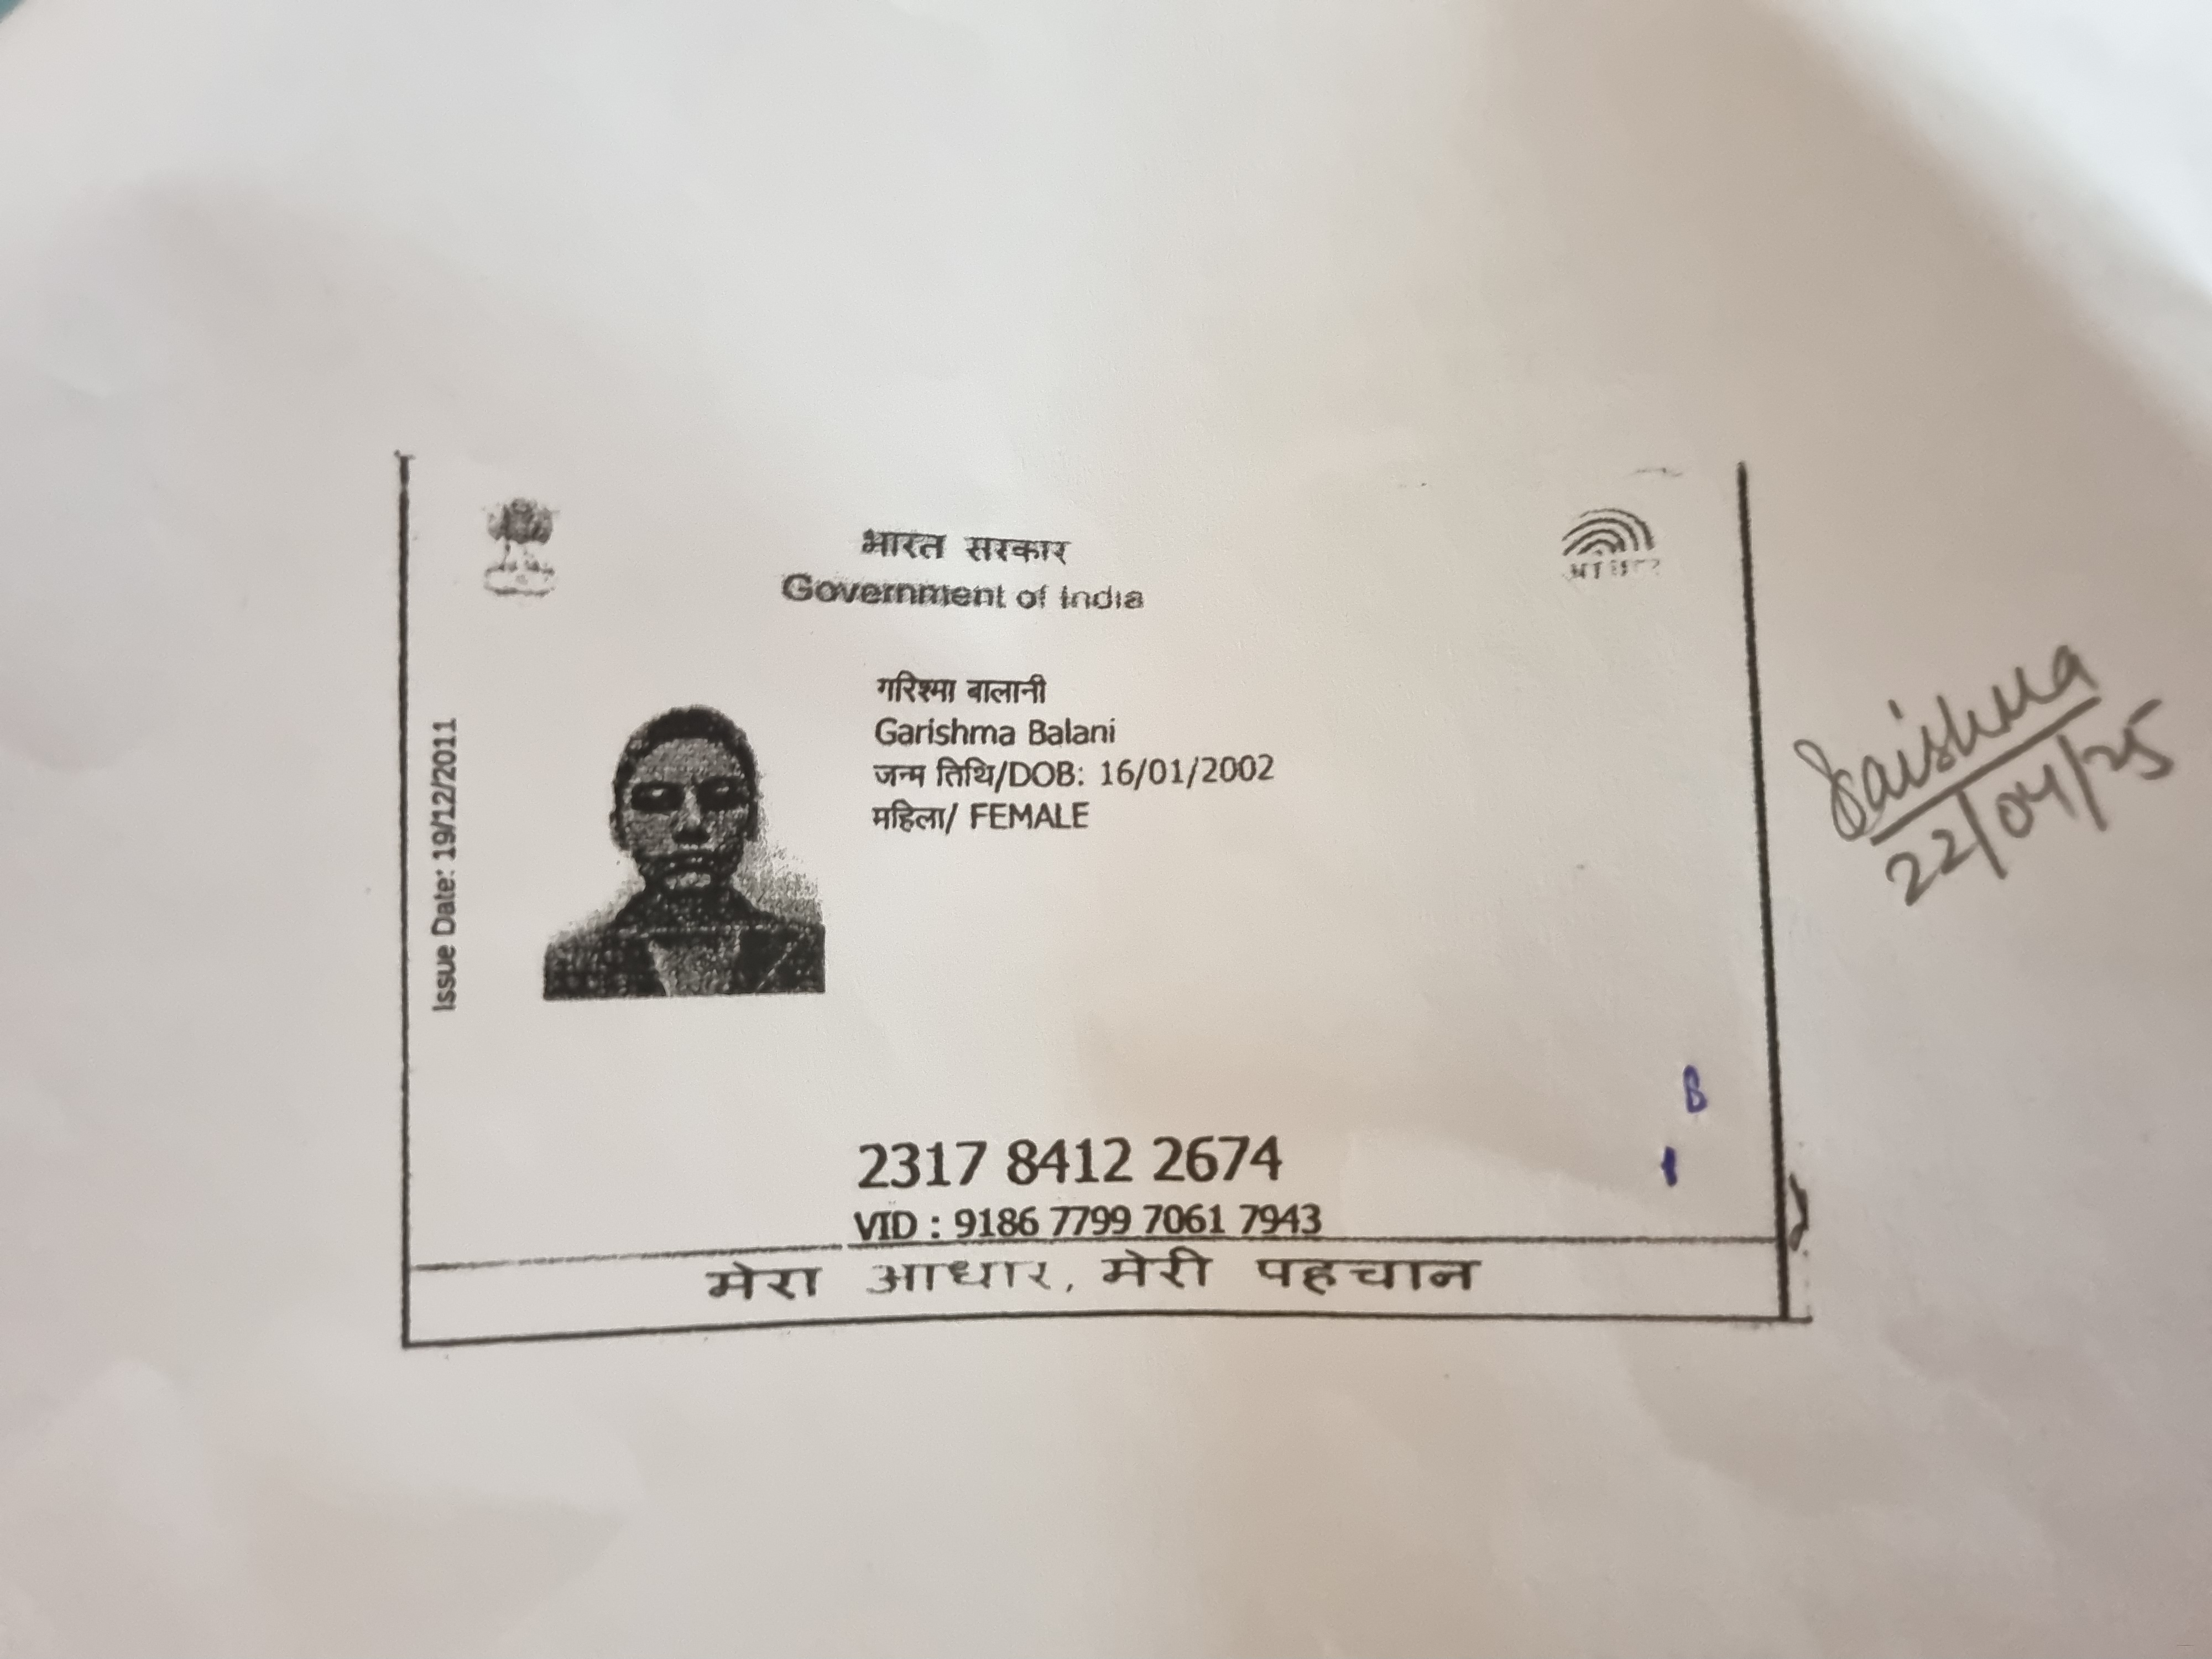 भारत सरकार
Government of India
Issue Date: 19/12/2011
गरिश्मा बालानी
Garishma Balani
जन्म तिथि/DOB: 16/01/2002
महिला/ FEMALE
Garishma
22/04/25
B
2317 8412 2674
VID : 9186 7799 7061 7943
मेरा आधार, मेरी पहचान